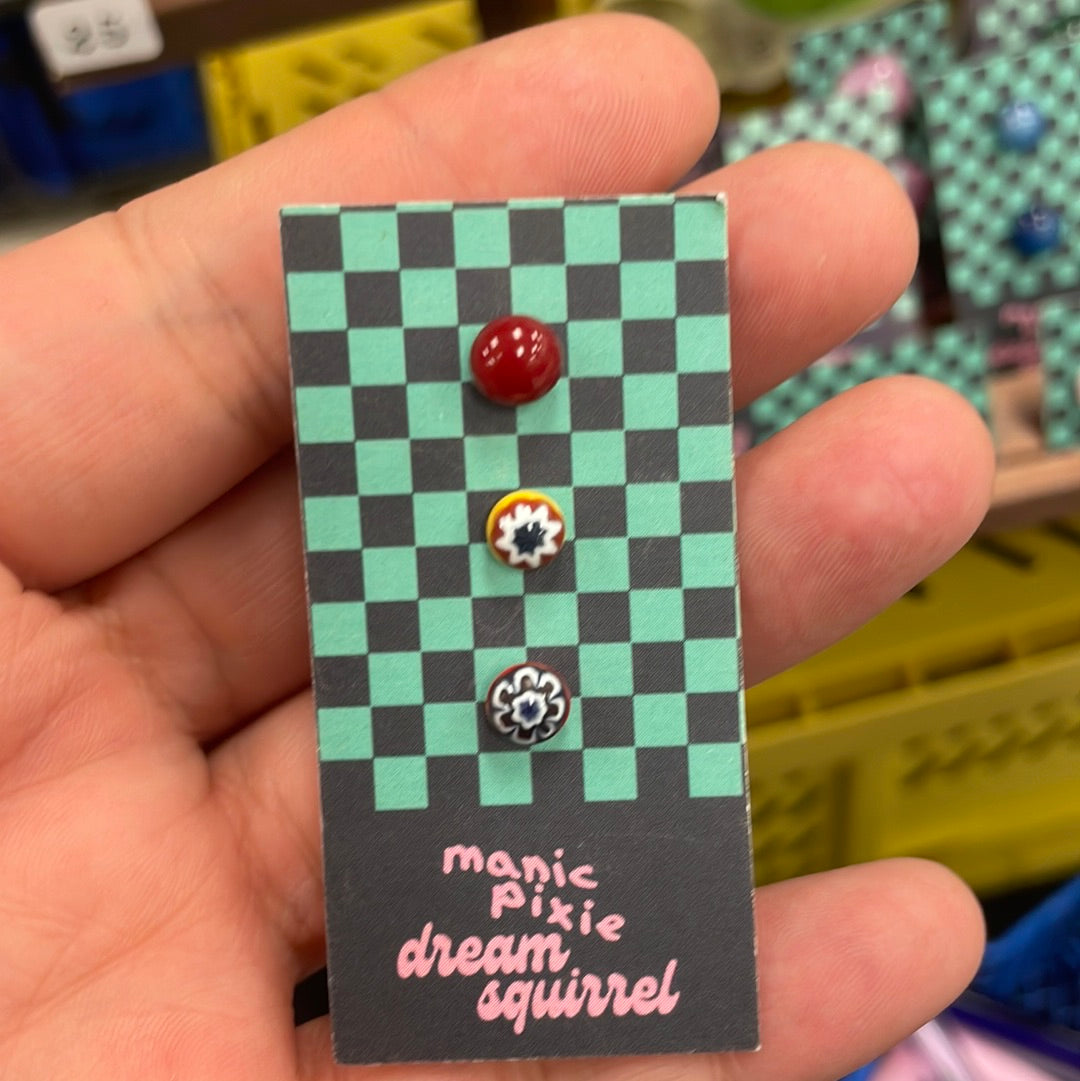 25
manic
pixie
dream
squirrel